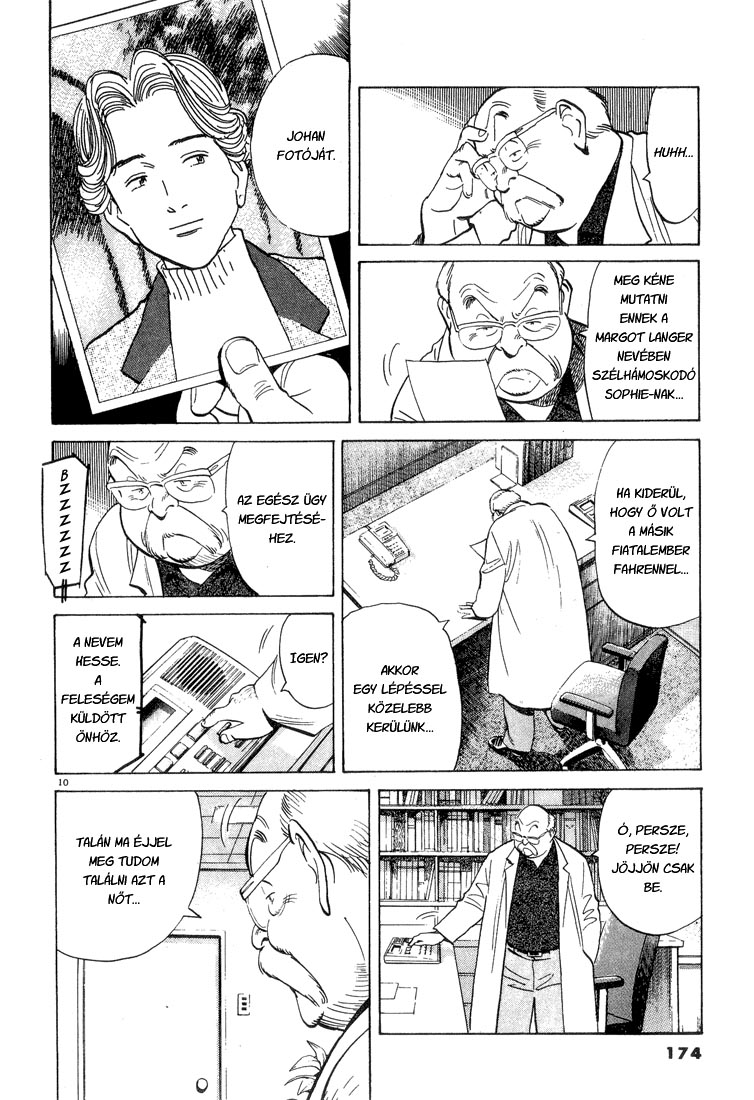 HUHH...
MEG KÉNE
MUTATNI
ENNEK A
MARGOT LANGER
NEVÉBEN
SZÉLHÁMOSKODÓ
SOPHIE-NAK...
JOHAN
FOTÓJÁT.
HA KIDERÜL,
HOGY Ő VOLT
A MÁSIK
FIATALEMBER
FAHRENNEL...
AKKOR
EGY LÉPÉSSEL
KÖZELEBB
KERÜLÜNK...
AZ EGÉSZ ÜGY
MEGFEJTÉSÉ-
HEZ.
BZZZZZZZ
IGEN?
A NEVEM
HESSE.
A
FELESÉGEM
KÜLDÖTT
ÖNHÖZ.
10
Ó, PERSZE,
PERSZE!
JÖJJÖN CSAK
BE.
TALÁN MA ÉJJEL
MEG TUDOM
TALÁLNI AZT A
NŐT...
174